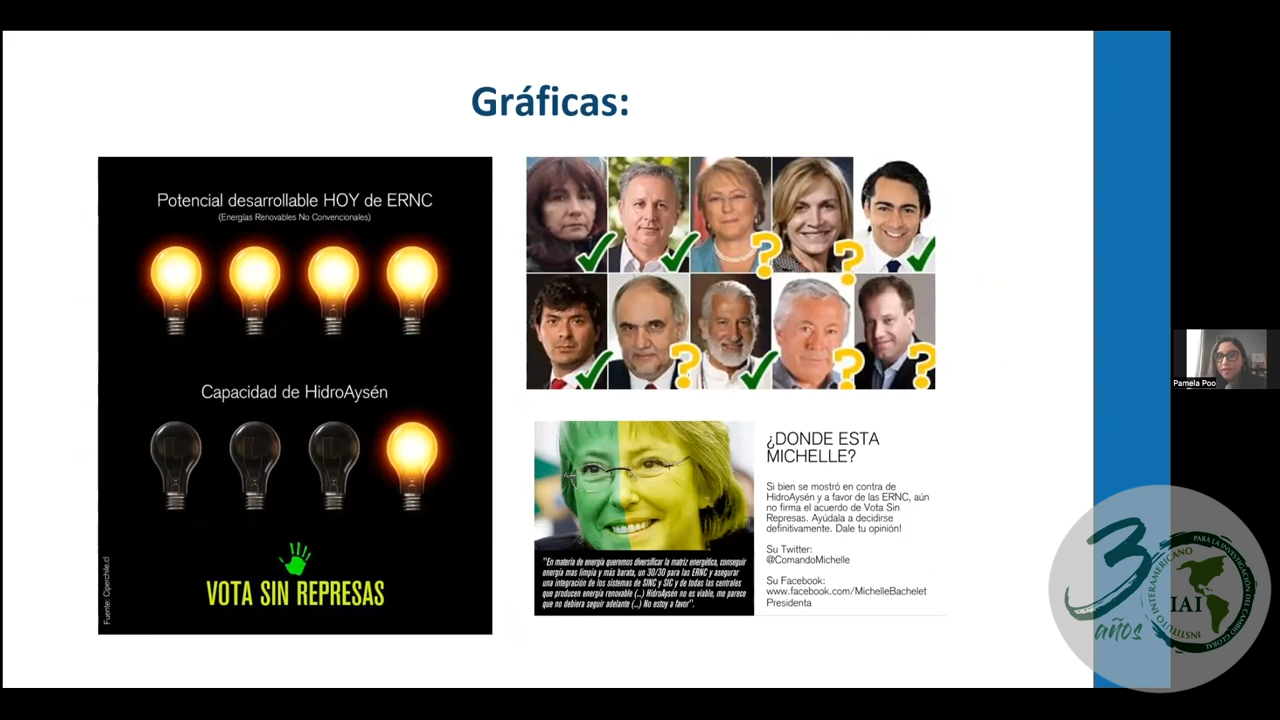 Gráficas:
Potencial desarrollable HOY de ERNC
(Energías Renovables No Convencionales)
Capacidad de HidroAysén
VOTA SIN REPRESAS
Fuente: Ciperchile.cl
¿DONDE ESTA
MICHELLE?
Si bien se mostró en contra de
HidroAysén y a favor de las ERNC, aún
no firma el acuerdo de Vota Sin
Represas. Ayúdala a decidirse
definitivamente. Dale tu opinión!
Su Twitter:
@ComandoMichelle
Su Facebook:
www.facebook.com/MichelleBachelet
Presidenta
"En materia de energía queremos diversificar la matriz energética, conseguir
energía mas limpia y más barata, un 30/30 para las ERNC y asegurar
una integración de los sistemas de SINC y SIC y de todas las centrales
que producen energía renovable (...) HidroAysén no es viable, me parece
que no debiera seguir adelante (...) No estoy a favor".
Pamela Poo
30
años
INSTITUTO INTERAMERICANO
PARA LA INVESTIGACIÓN DEL CAMBIO GLOBAL
IAI